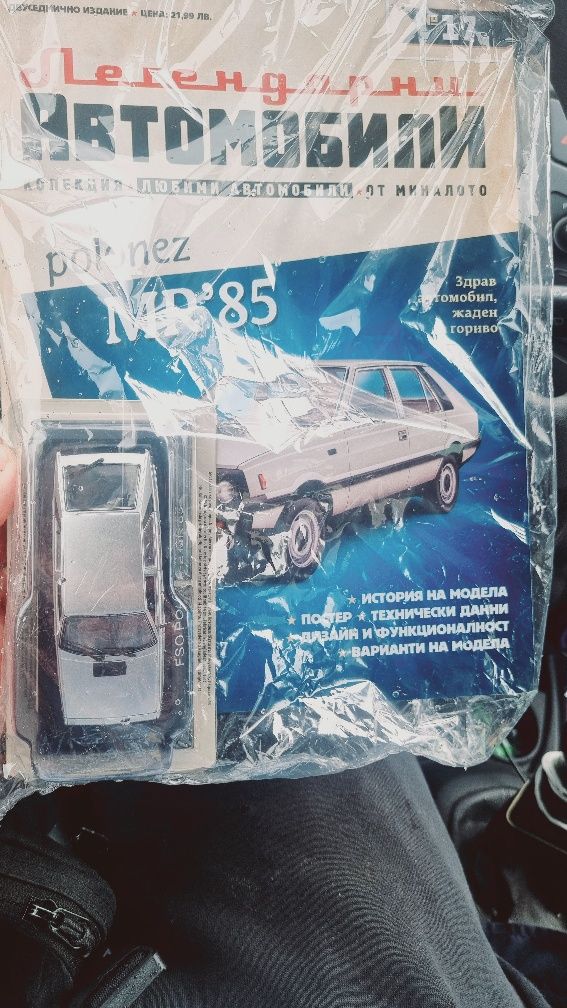 ДВУСЕДМИЧНО ИЗДАНИЕ ★ ЦЕНА: 21,99 ЛВ.
17
Легендарни
АВТОМОБИЛИ
КОЛЕКЦИЯ ЛЮБИМИ АВТОМОБИЛИ ОТ МИНАЛОТО
polonez
MR'85
Здрав
автомобил,
жаден
гориво
★ ИСТОРИЯ НА МОДЕЛА
★ ПОСТЕР ★ ТЕХНИЧЕСКИ ДАННИ
★ ДИЗАЙН И ФУНКЦИОНАЛНОСТ
★ ВАРИАНТИ НА МОДЕЛА
FSO